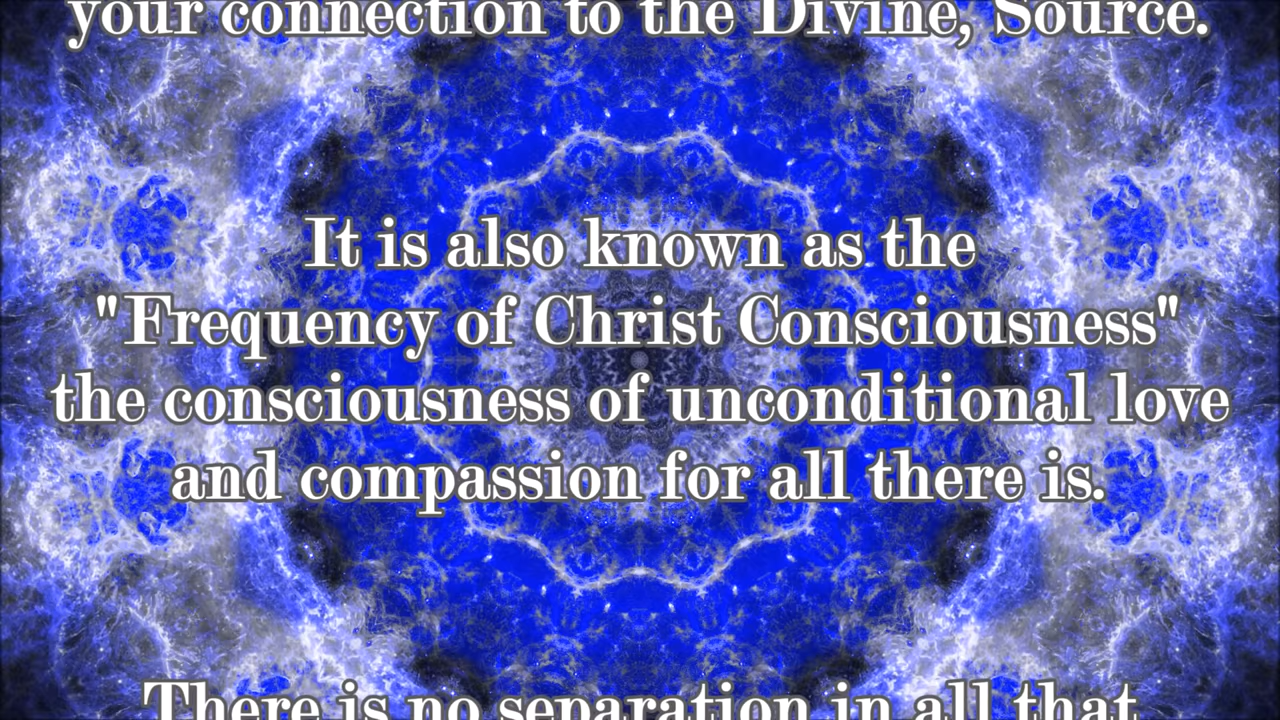 your connection to the Divine, Source.
It is also known as the
"Frequency of Christ Consciousness"
the consciousness of unconditional love
and compassion for all there is.
There is no separation in all that